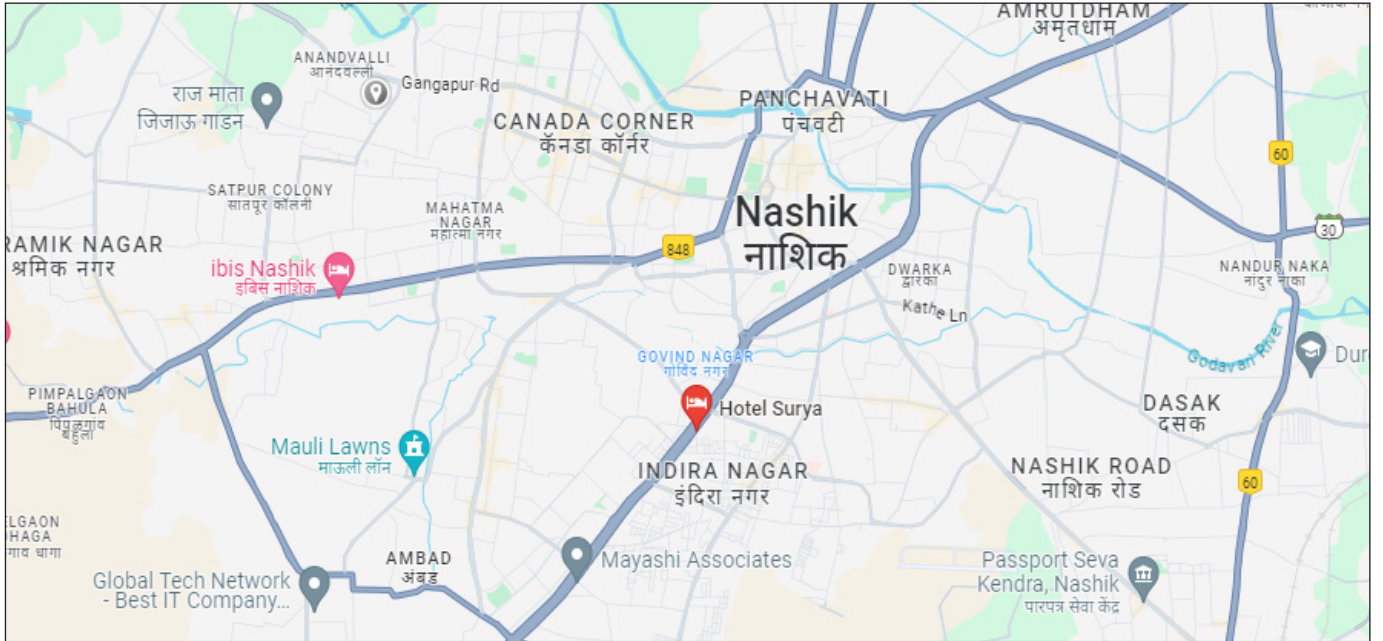 AMRUTDHAM
अमृतधाम
ANANDVALLI
आनंदवल्ली
Gangapur Rd
राज माता
जिजाऊ गार्डन
CANADA CORNER
कॅनडा कॉर्नर
PANCHAVATI
पंचवटी
60
SATPUR COLONY
सातपूर कॉलनी
MAHATMA
NAGAR
महात्मा नगर
Nashik
नाशिक
30
RAMIK NAGAR
श्रमिक नगर
848
ibis Nashik
इबिस नाशिक
DWARKA
द्वारका
NANDUR NAKA
नांदुर नाका
Kathe Ln
GOVIND NAGAR
गोविंद नगर
Godavari River
Dur
PIMPALGAON
BAHULA
पिंपळगाव
बहुला
Hotel Surya
DASAK
दसक
Mauli Lawns
माऊली लॉन
INDIRA NAGAR
इंदिरा नगर
NASHIK ROAD
नाशिक रोड
60
ELGAON
DHAGA
गाव धागा
AMBAD
अंबड
Mayashi Associates
Passport Seva
Kendra, Nashik
पारपत्र सेवा केंद्र
Global Tech Network
- Best IT Company...